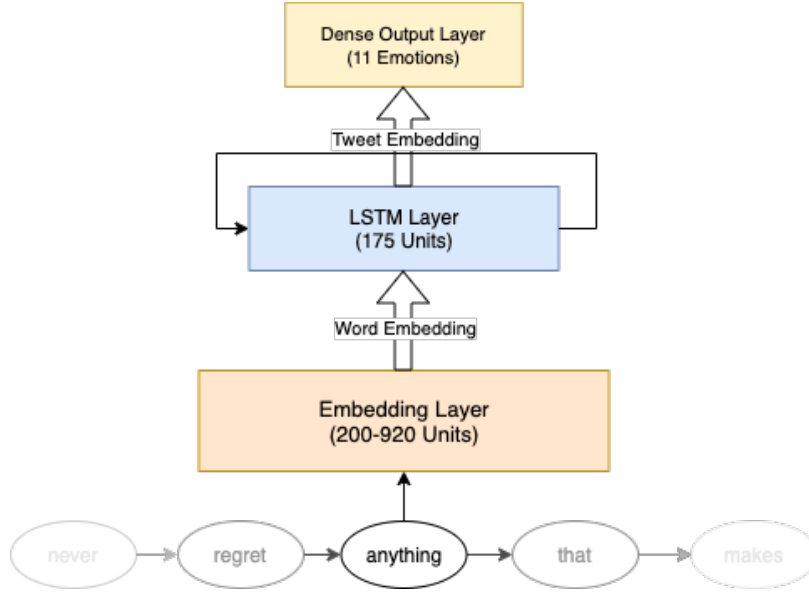 Dense Output Layer
(11 Emotions)
Tweet Embedding
LSTM Layer
(175 Units)
Word Embedding
Embedding Layer
(200-920 Units)
never
regret
anything
that
makes